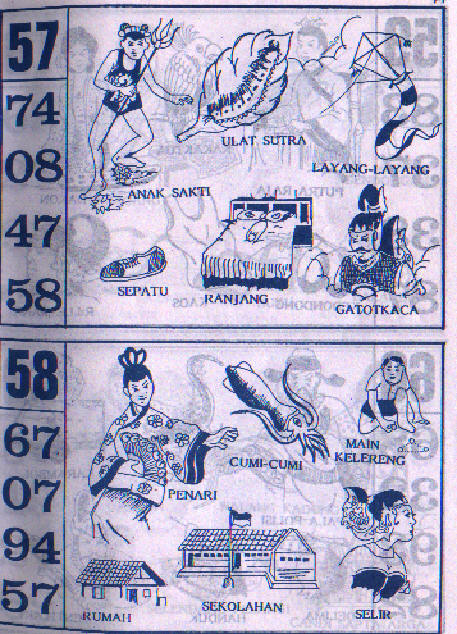 57
74
08
47
58
ANAK SAKTI
ULAT SUTRA
LAYANG-LAYANG
SEPATU
RANJANG
GATOTKACA
58
67
07
94
57
PENARI
CUMI-CUMI
MAIN
KELERENG
RUMAH
SEKOLAHAN
SELIR